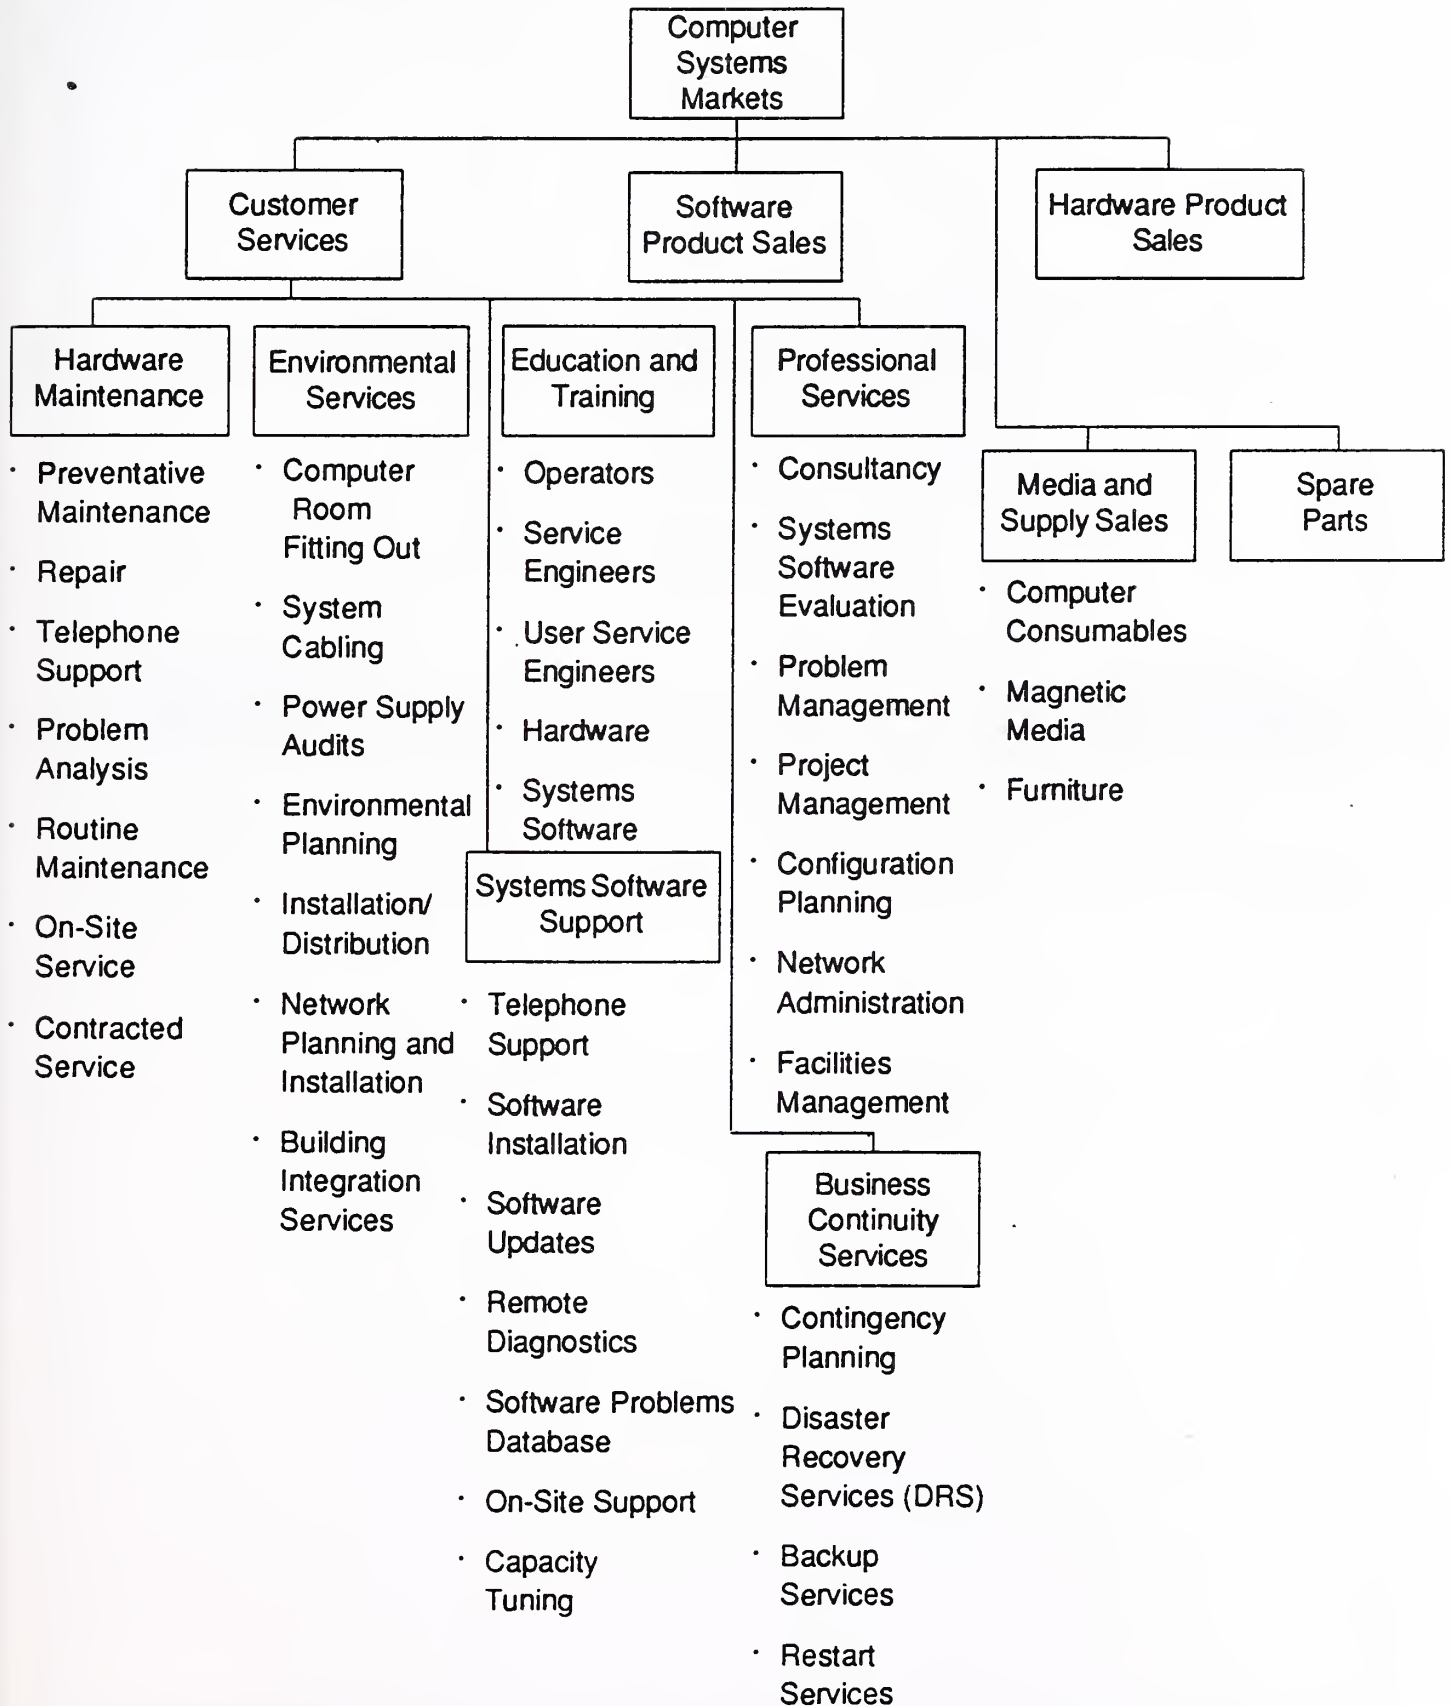 Computer
Systems
Markets
Customer
Services
Software
Product Sales
Hardware Product
Sales
Hardware
Maintenance
· Preventative
Maintenance
· Repair
· Telephone
Support
· Problem
Analysis
· Routine
Maintenance
· On-Site
Service
· Contracted
Service
Environmental
Services
· Computer
Room
Fitting Out
· System
Cabling
· Power Supply
Audits
· Environmental
Planning
· Installation/
Distribution
· Network
Planning and
Installation
· Building
Integration
Services
Education and
Training
· Operators
· Service
Engineers
· User Service
Engineers
· Hardware
· Systems
Software
Systems Software
Support
· Telephone
Support
· Software
Installation
· Software
Updates
· Remote
Diagnostics
· Software Problems
Database
· On-Site Support
· Capacity
Tuning
Professional
Services
· Consultancy
· Systems
Software
Evaluation
· Problem
Management
· Project
Management
· Configuration
Planning
· Network
Administration
· Facilities
Management
Business
Continuity
Services
· Contingency
Planning
· Disaster
Recovery
Services (DRS)
· Backup
Services
· Restart
Services
Media and
Supply Sales
· Computer
Consumables
· Magnetic
Media
· Furniture
Spare
Parts